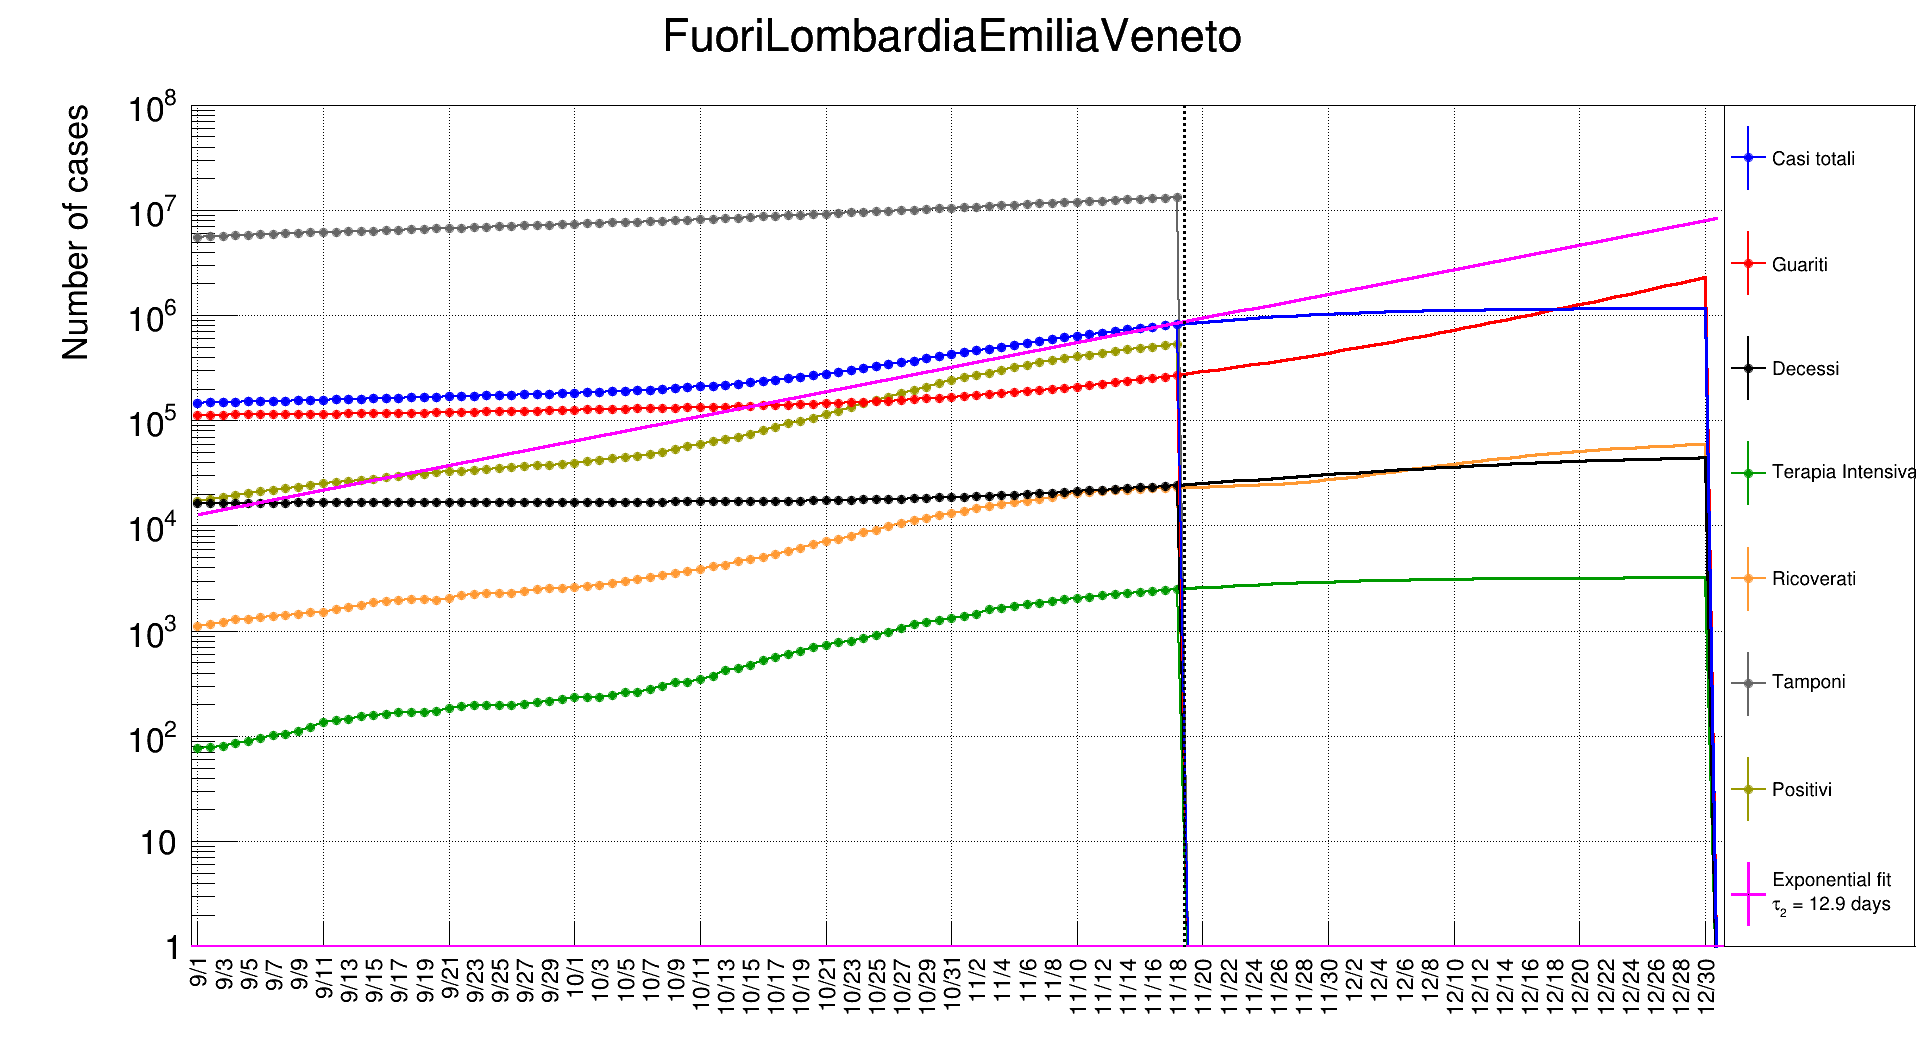 FuoriLombardiaEmiliaVeneto
Number of cases
10^8
10^7
10^6
10^5
10^4
10^3
10^2
10
1
9/1 9/3 9/5 9/7 9/9 9/11 9/13 9/15 9/17 9/19 9/21 9/23 9/25 9/27 9/29 10/1 10/3 10/5 10/7 10/9 10/11 10/13 10/15 10/17 10/19 10/21 10/23 10/25 10/27 10/29 10/31 11/2 11/4 11/6 11/8 11/10 11/12 11/14 11/16 11/18 11/20 11/22 11/24 11/26 11/28 11/30 12/2 12/4 12/6 12/8 12/10 12/12 12/14 12/16 12/18 12/20 12/22 12/24 12/26 12/28 12/30
Casi totali
Guariti
Decessi
Terapia Intensiva
Ricoverati
Tamponi
Positivi
Exponential fit
τ₂ = 12.9 days